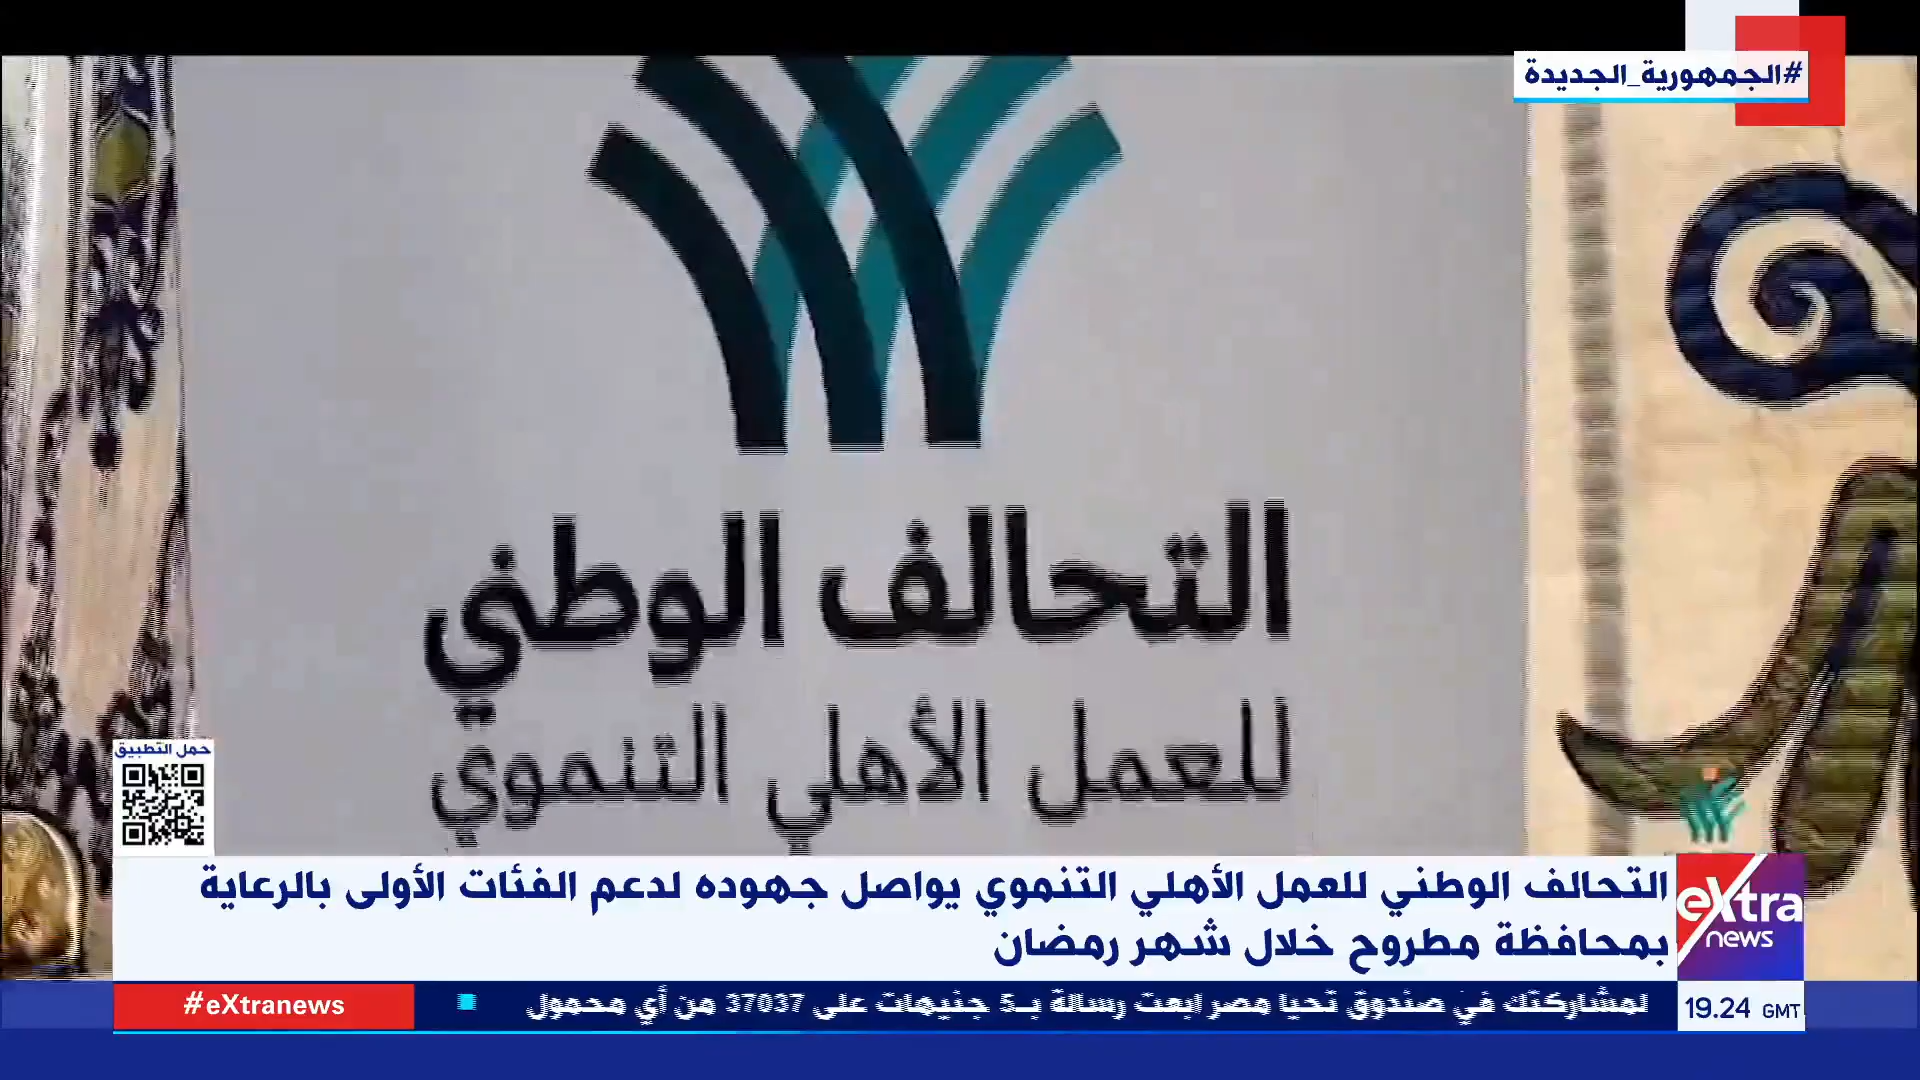 #الجمهورية_الجديدة
التحالف الوطني
للعمل الأهلي التنموي
حمل التطبيق
التحالف الوطني للعمل الأهلي التنموي يواصل جهوده لدعم الفئات الأولى بالرعاية
بمحافظة مطروح خلال شهر رمضان
eXtra
news
لمشاركتك في صندوق تحيا مصر ابعت رسالة بـ5 جنيهات على 37037 من أي محمول
#eXtranews
19.24 GMT